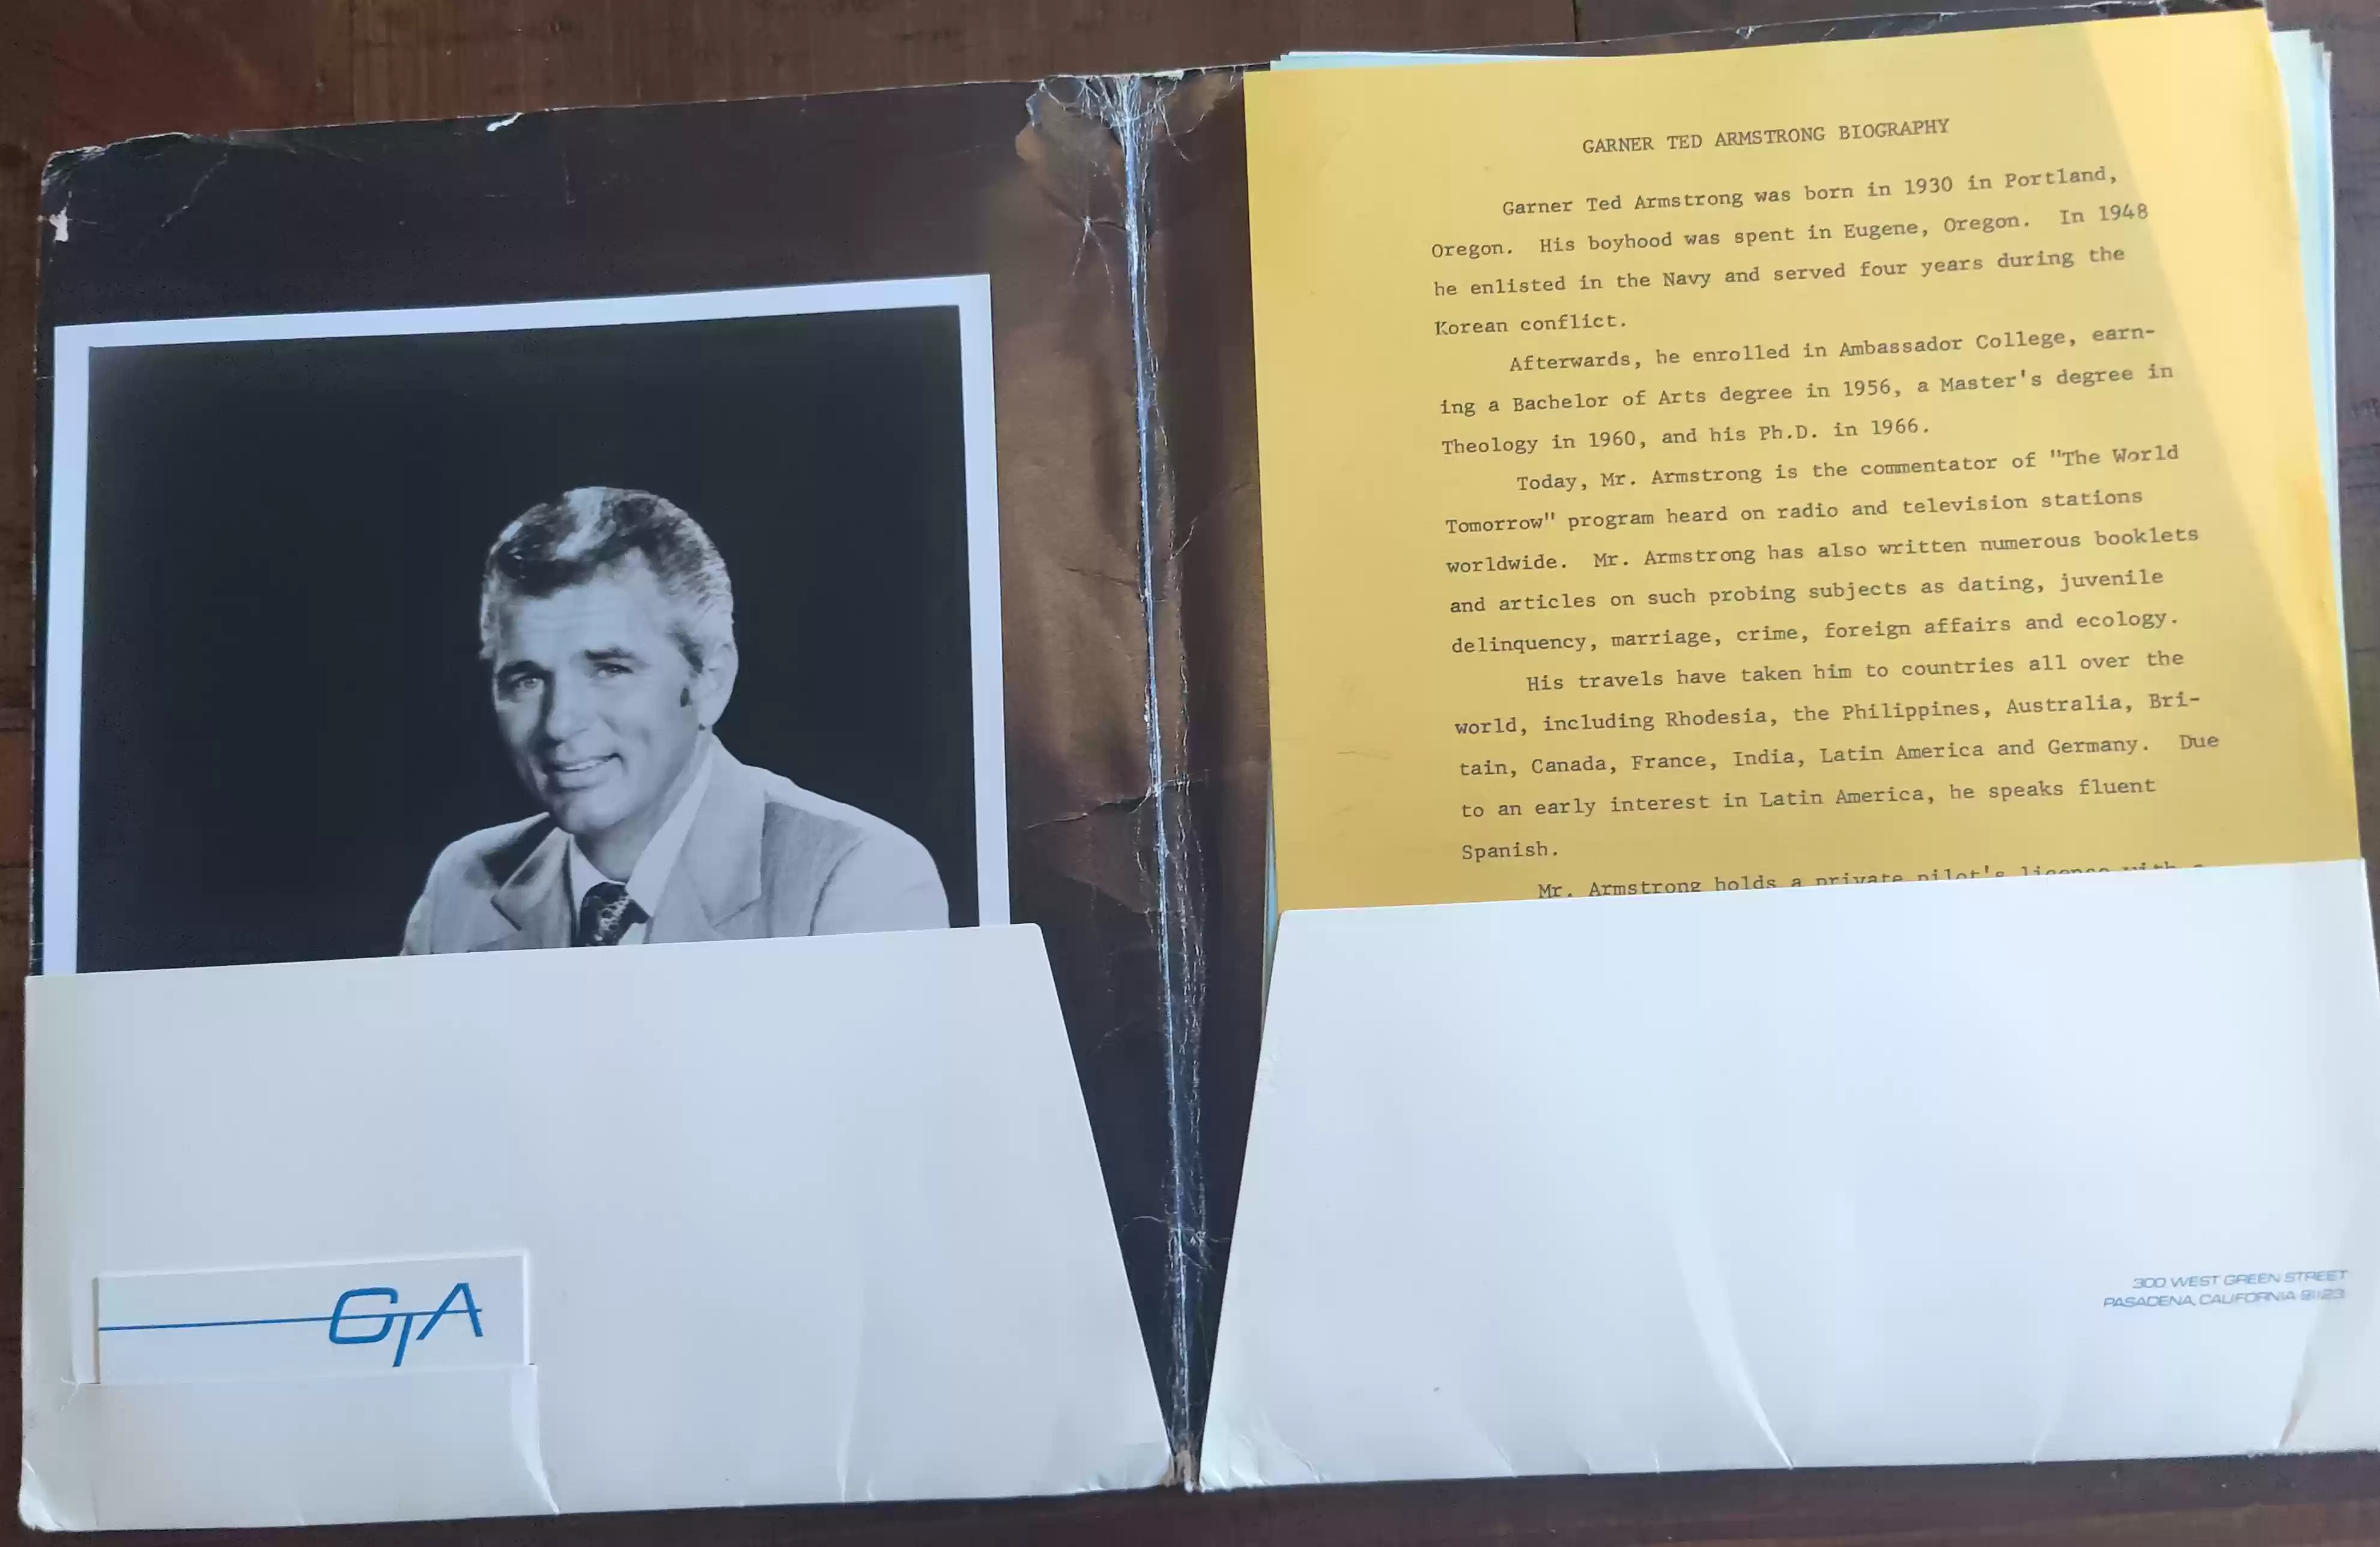 GARNER TED ARMSTRONG BIOGRAPHY
Garner Ted Armstrong was born in 1930 in Portland,
Oregon. His boyhood was spent in Eugene, Oregon. In 1948
he enlisted in the Navy and served four years during the
Korean conflict.
Afterwards, he enrolled in Ambassador College, earn-
ing a Bachelor of Arts degree in 1956, a Master's degree in
Theology in 1960, and his Ph.D. in 1966.
Today, Mr. Armstrong is the commentator of "The World
Tomorrow" program heard on radio and television stations
worldwide. Mr. Armstrong has also written numerous booklets
and articles on such probing subjects as dating, juvenile
delinquency, marriage, crime, foreign affairs and ecology.
His travels have taken him to countries all over the
world, including Rhodesia, the Philippines, Australia, Bri-
tain, Canada, France, India, Latin America and Germany. Due
to an early interest in Latin America, he speaks fluent
Spanish.
Mr. Armstrong holds a private pilot's license with a
GTA
300 WEST GREEN STREET
PASADENA, CALIFORNIA 91123